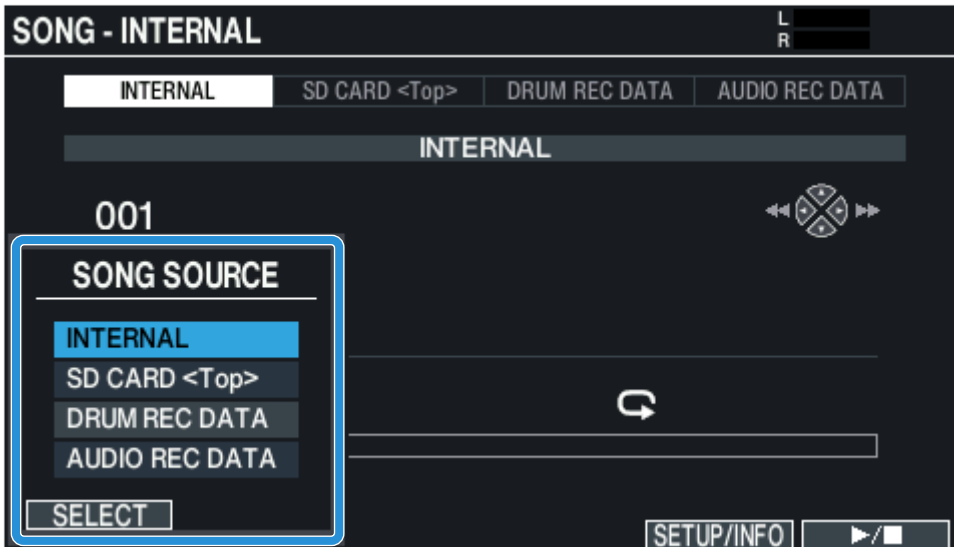 SONG - INTERNAL
L
R
INTERNAL SD CARD <Top> DRUM REC DATA AUDIO REC DATA
INTERNAL
001
SONG SOURCE
INTERNAL
SD CARD <Top>
DRUM REC DATA
AUDIO REC DATA
SELECT
SETUP/INFO ▶/■